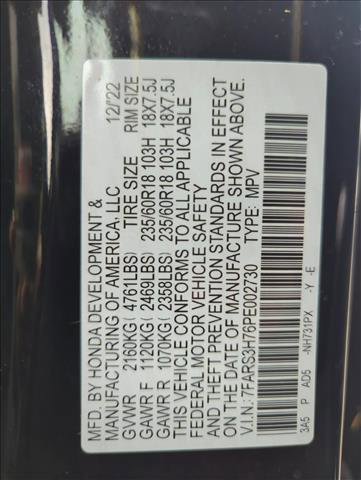 MFD. BY HONDA DEVELOPMENT &
MANUFACTURING OF AMERICA, LLC 12/22
TIRE SIZE RIM SIZE
GVWR 2160KG( 4761LBS)
GAWR F 1120KG( 2469LBS) 235/60R18 103H 18X7.5J
GAWR R 1070KG( 2358LBS) 235/60R18 103H 18X7.5J
THIS VEHICLE CONFORMS TO ALL APPLICABLE
FEDERAL MOTOR VEHICLE SAFETY
AND THEFT PREVENTION STANDARDS IN EFFECT
ON THE DATE OF MANUFACTURE SHOWN ABOVE.
V.I.N.: 7FARS3H76PE002730 TYPE: MPV
3A5 P AD5 -NH731PX -Y -E